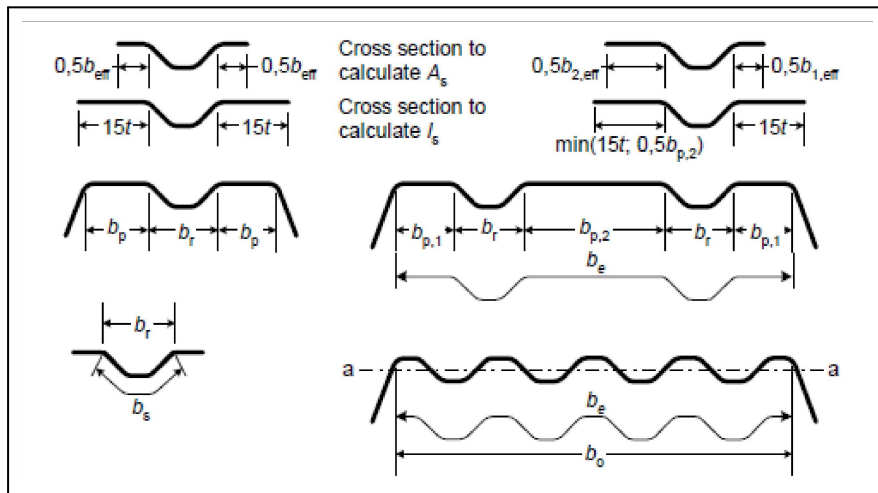 0,5b_eff
0,5b_eff
Cross section to
calculate A_s
0,5b_2,eff
0,5b_1,eff
15t
15t
Cross section to
calculate I_s
min(15t; 0,5b_p,2)
15t
b_p
b_r
b_p
b_p,1
b_r
b_p,2
b_r
b_p,1
b_e
b_r
b_s
a
a
b_e
b_o